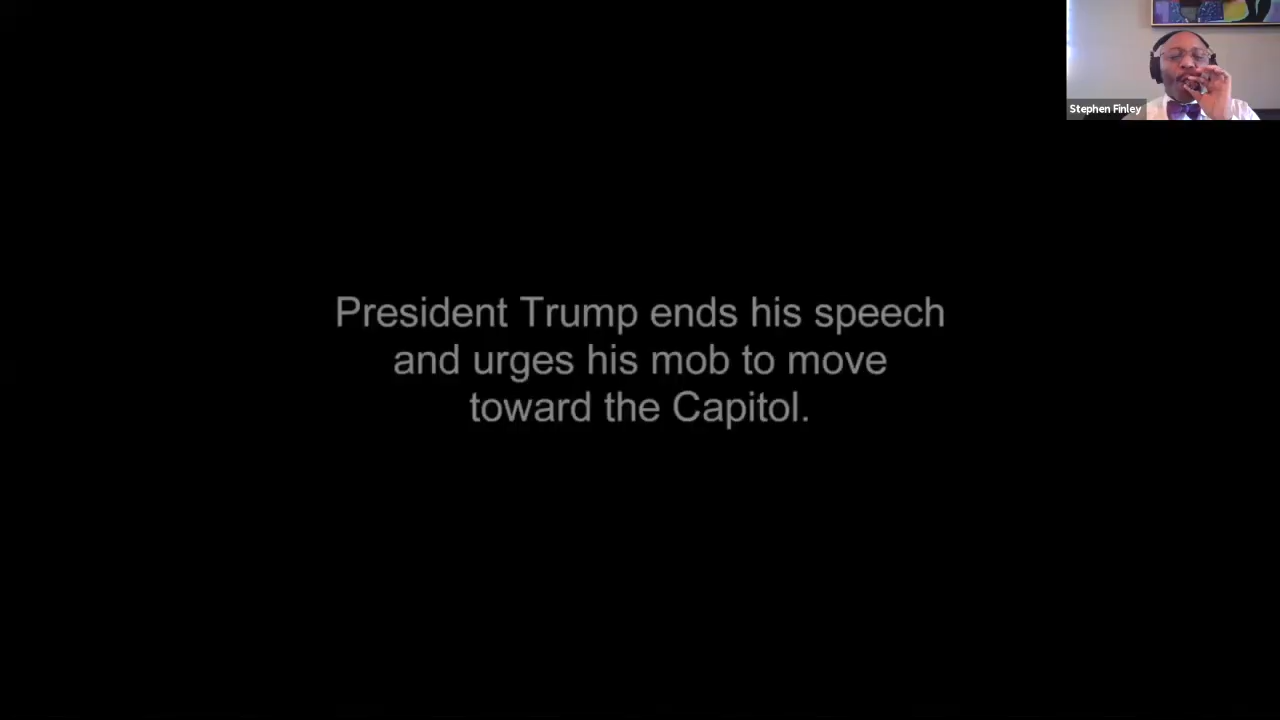 Stephen Finley
President Trump ends his speech
and urges his mob to move
toward the Capitol.